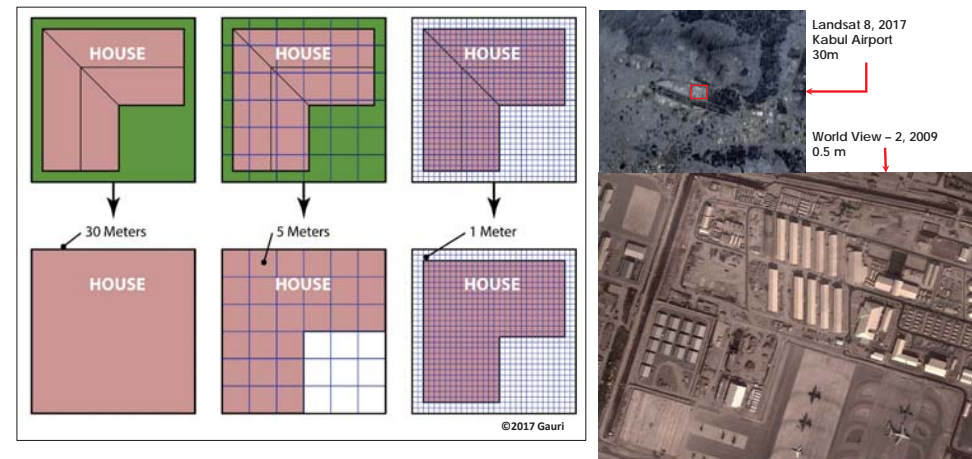 HOUSE
HOUSE
HOUSE
30 Meters
5 Meters
1 Meter
HOUSE
HOUSE
HOUSE
©2017 Gauri
Landsat 8, 2017
Kabul Airport
30m
World View – 2, 2009
0.5 m